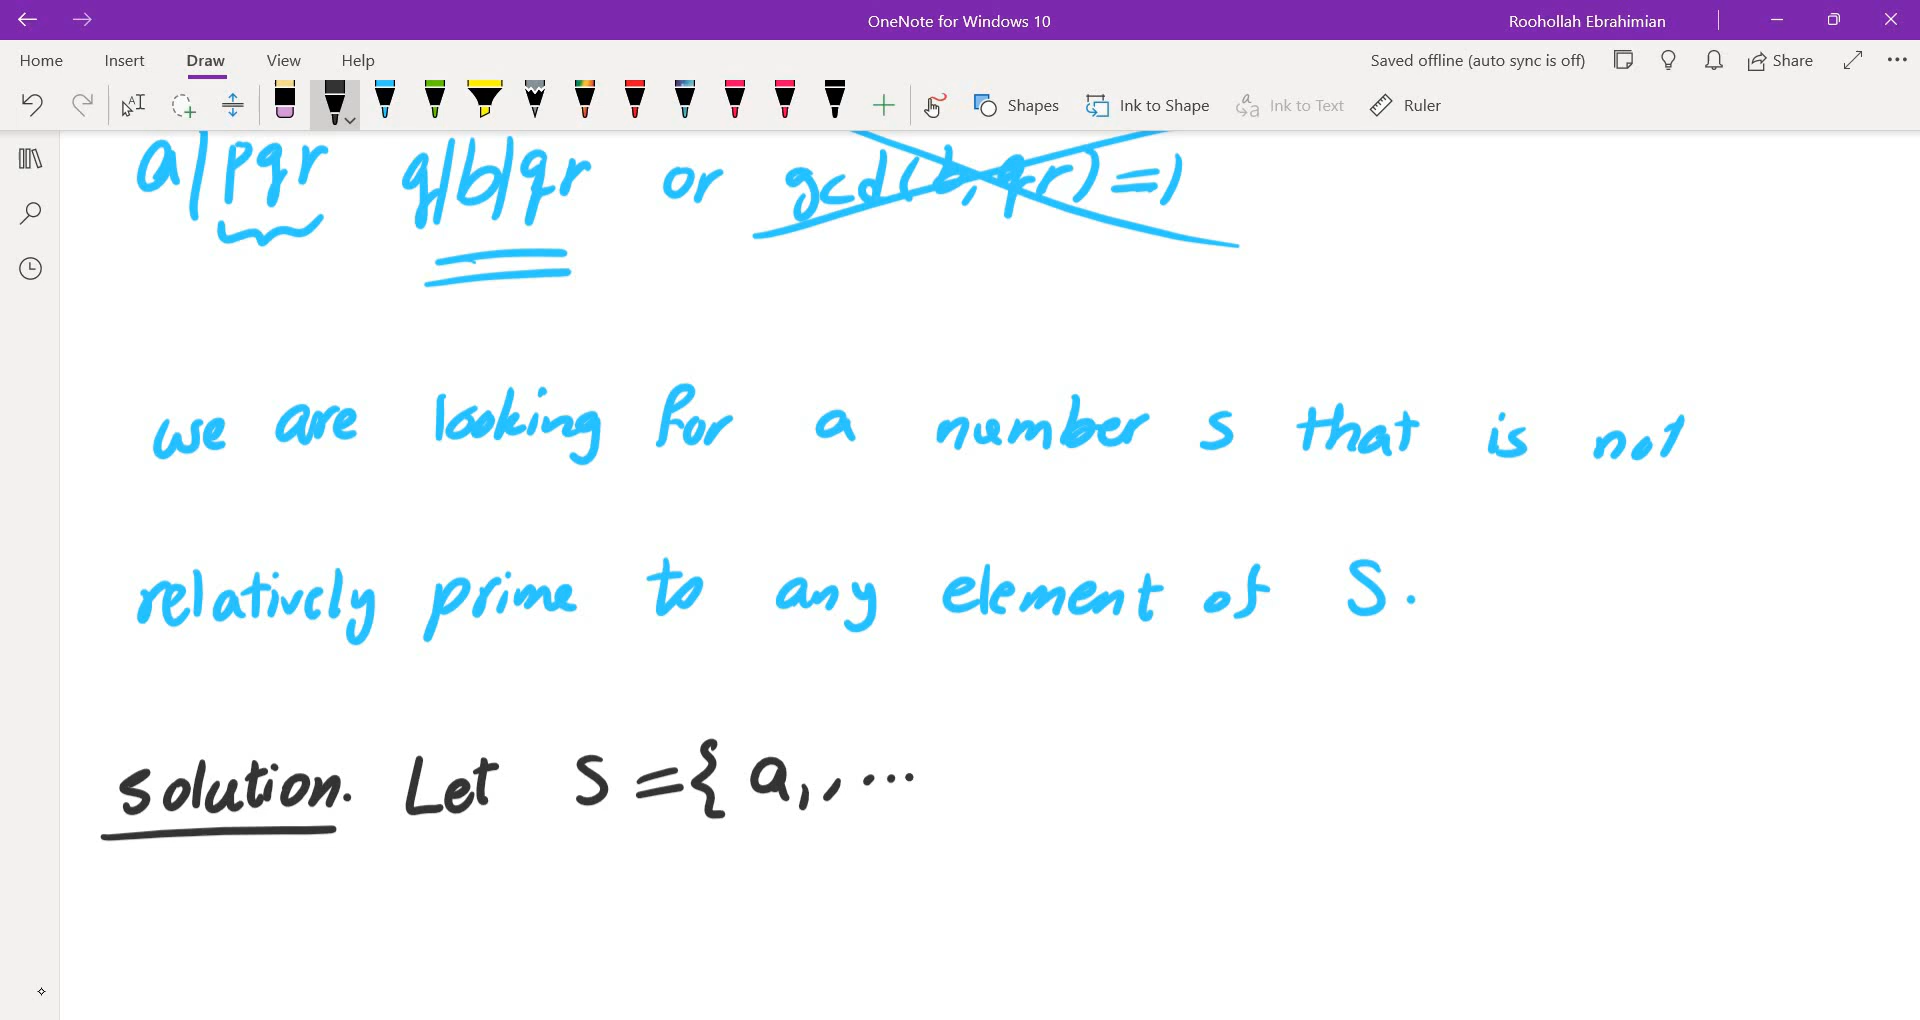 OneNote for Windows 10
Roohollah Ebrahimian
Home Insert Draw View Help
Saved offline (auto sync is off) Share
Shapes Ink to Shape Ink to Text Ruler
a|pqr q|b|qr or gcd(b,qr)=1
we are looking for a number s that is not
relatively prime to any element of S.
solution. Let S={a₁,...